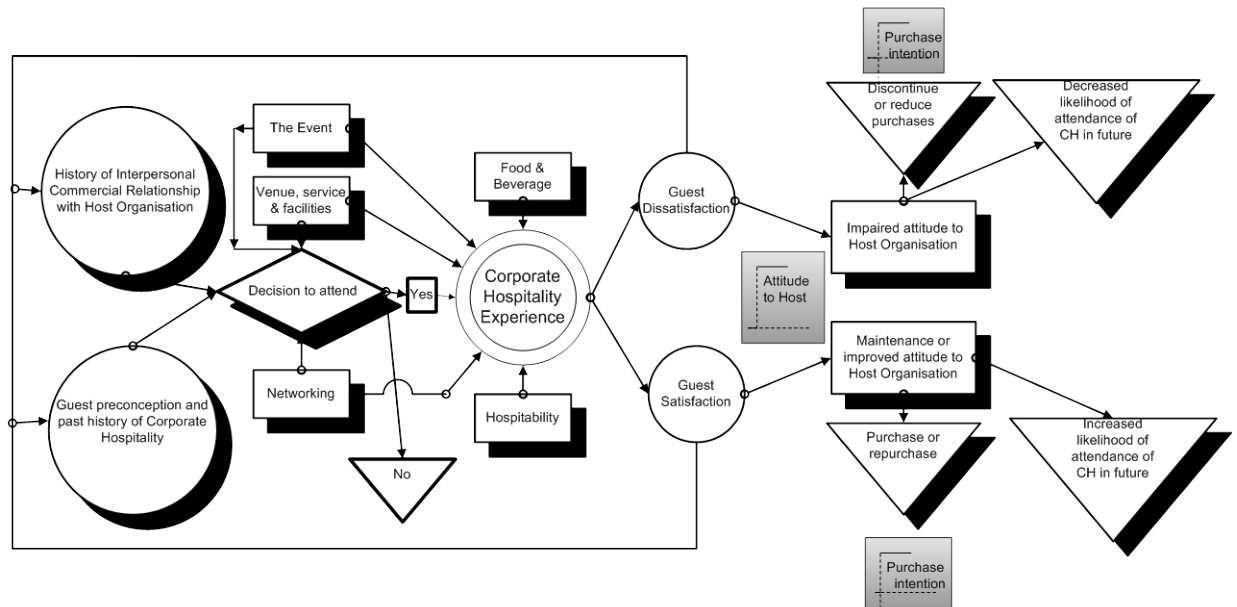 Purchase
intention
Discontinue
or reduce
purchases
Decreased
likelihood of
attendance of
CH in future
The Event
History of Interpersonal
Commercial Relationship
with Host Organisation
Venue, service
& facilities
Food &
Beverage
Guest
Dissatisfaction
Impaired attitude to
Host Organisation
Decision to attend
Yes
Corporate
Hospitality
Experience
Attitude
to Host
Guest preconception and
past history of Corporate
Hospitality
Networking
Hospitability
No
Guest
Satisfaction
Maintenance or
improved attitude to
Host Organisation
Purchase or
repurchase
Increased
likelihood of
attendance of
CH in future
Purchase
intention